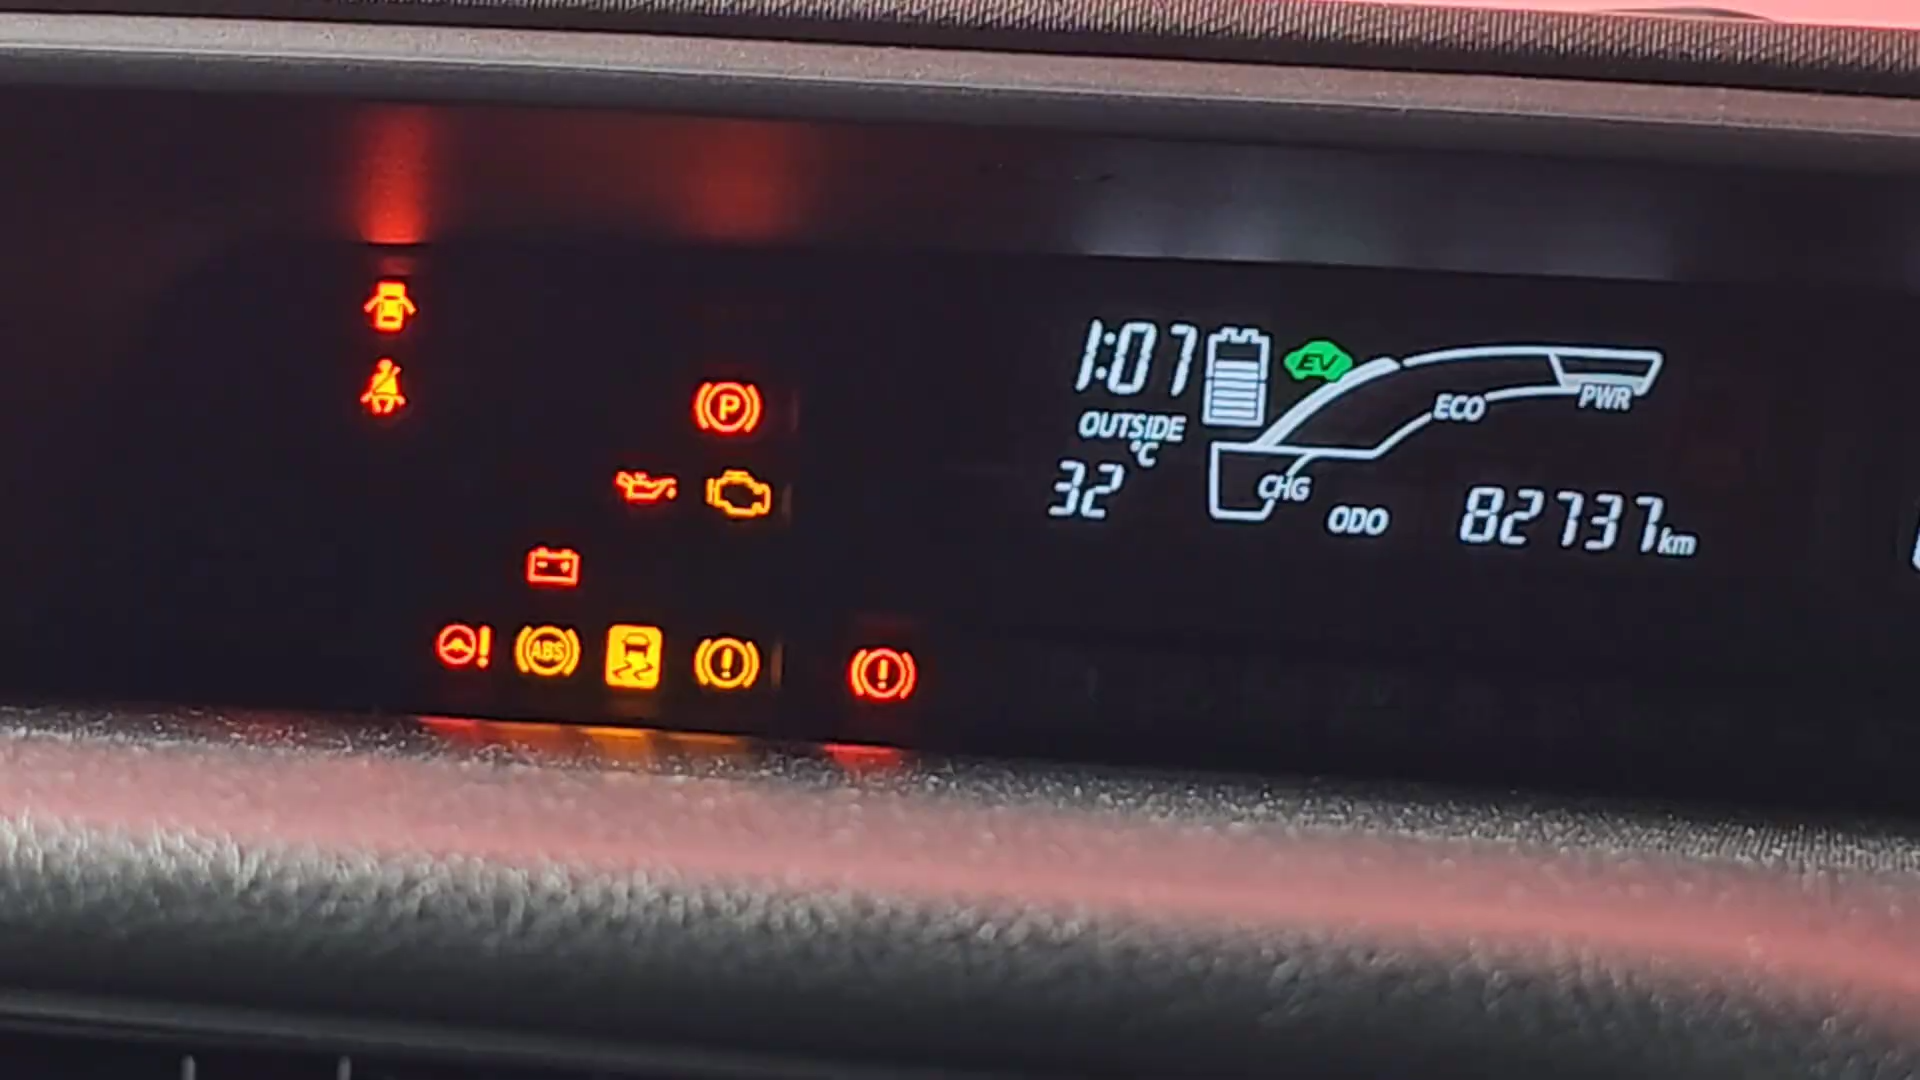 1:07
EV
PWR
ECO
OUTSIDE
°C
32
CHG
ODO 82737km
P
ABS